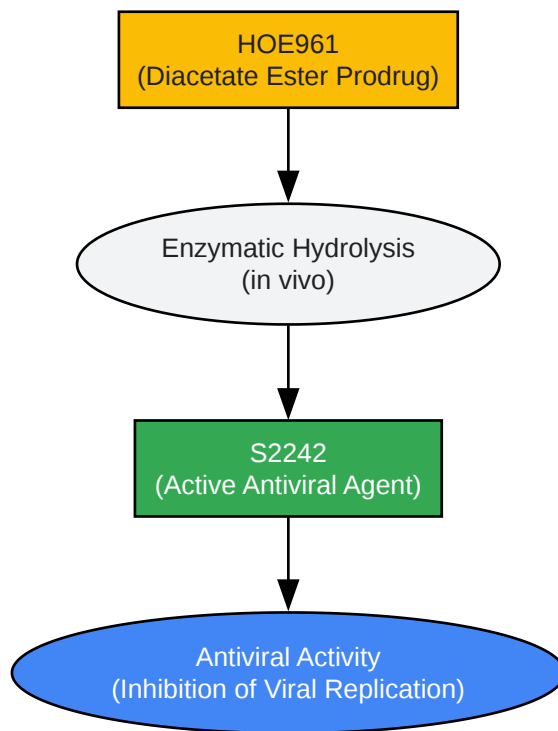 HOE961
(Diacetate Ester Prodrug)
Enzymatic Hydrolysis
(in vivo)
S2242
(Active Antiviral Agent)
Antiviral Activity
(Inhibition of Viral Replication)